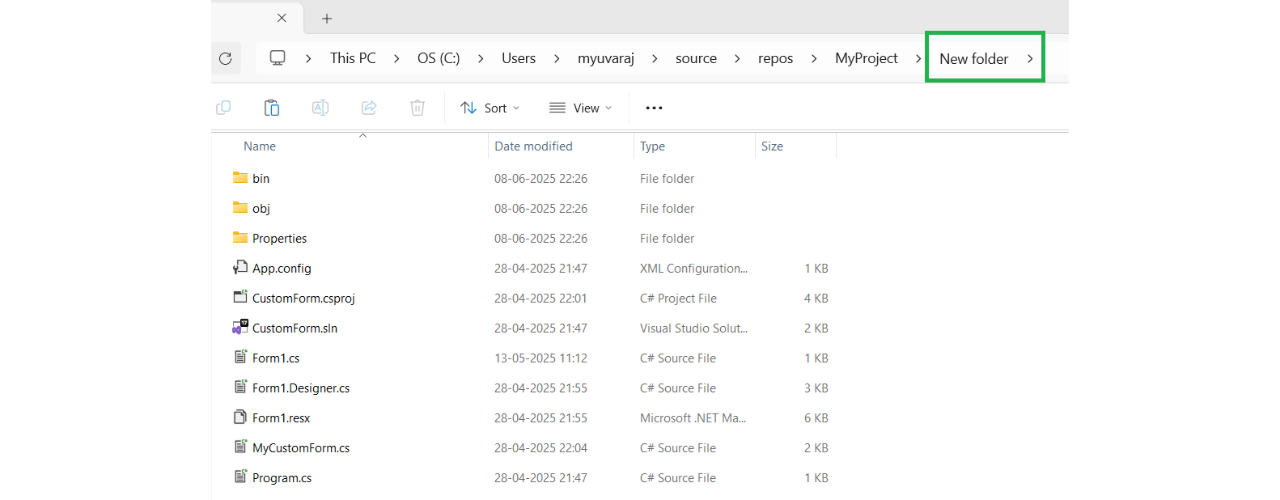 This PC > OS (C:) > Users > myuvaraj > source > repos > MyProject > New folder >
Sort View
Name Date modified Type Size
bin 08-06-2025 22:26 File folder
obj 08-06-2025 22:26 File folder
Properties 08-06-2025 22:26 File folder
App.config 28-04-2025 21:47 XML Configuration... 1 KB
CustomForm.csproj 28-04-2025 22:01 C# Project File 4 KB
CustomForm.sln 28-04-2025 21:47 Visual Studio Solut... 2 KB
Form1.cs 13-05-2025 11:12 C# Source File 1 KB
Form1.Designer.cs 28-04-2025 21:55 C# Source File 3 KB
Form1.resx 28-04-2025 21:55 Microsoft .NET Ma... 6 KB
MyCustomForm.cs 28-04-2025 22:04 C# Source File 2 KB
Program.cs 28-04-2025 21:47 C# Source File 1 KB